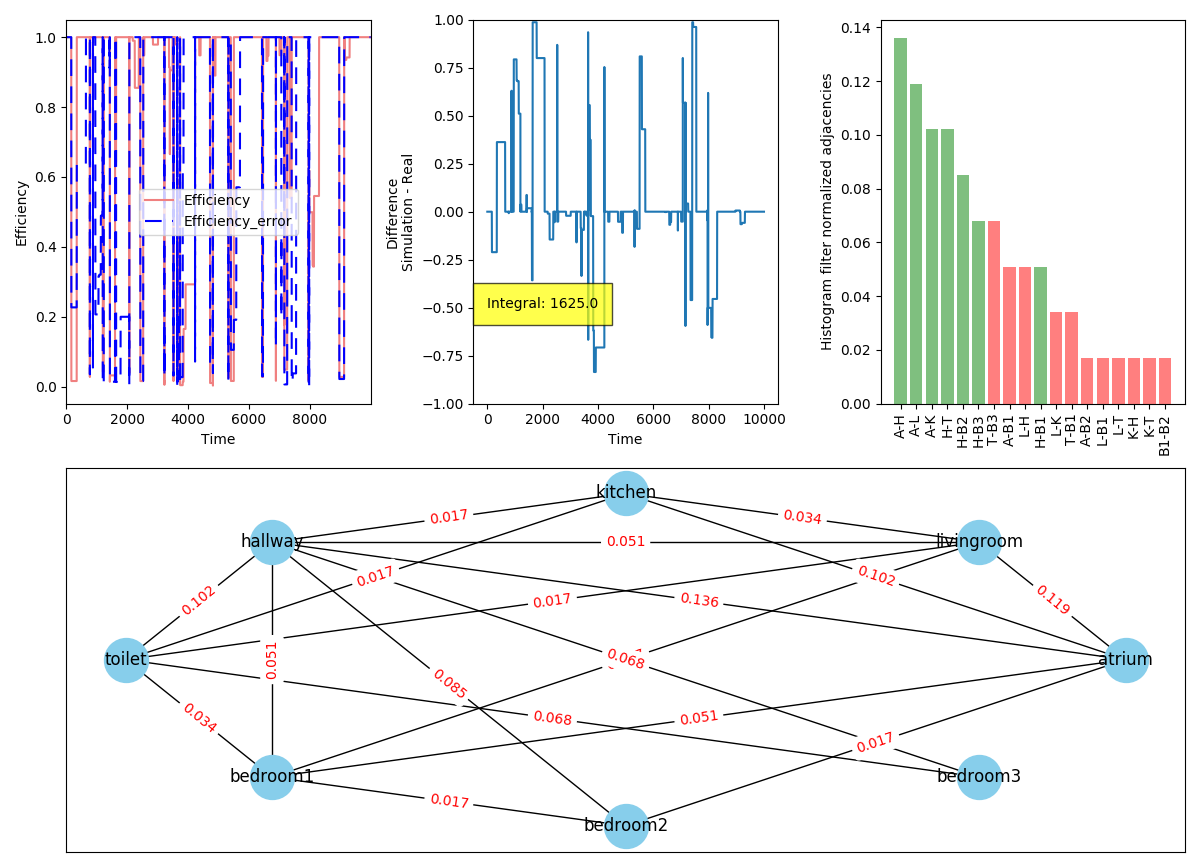 1.0
0.8
0.6
0.4
0.2
0.0
Efficiency
0
2000
4000
6000
8000
Time
Efficiency
Efficiency_error
1.00
0.75
0.50
0.25
0.00
−0.25
−0.50
−0.75
−1.00
Difference
Simulation - Real
Integral: 1625.0
0
2000
4000
6000
8000
10000
Time
0.14
0.12
0.10
0.08
0.06
0.04
0.02
0.00
Histogram filter normalized adjacencies
A-H
A-L
A-K
H-T
H-B2
H-B3
T-B3
A-B1
L-H
H-B1
L-K
T-B1
A-B2
L-B1
L-T
K-H
K-T
B1-B2
kitchen
hallway
livingroom
toilet
atrium
bedroom1
bedroom3
bedroom2
0.017
0.034
0.051
0.102
0.017
0.102
0.017
0.136
0.119
0.051
0.068
0.085
0.034
0.068
0.051
0.017
0.017